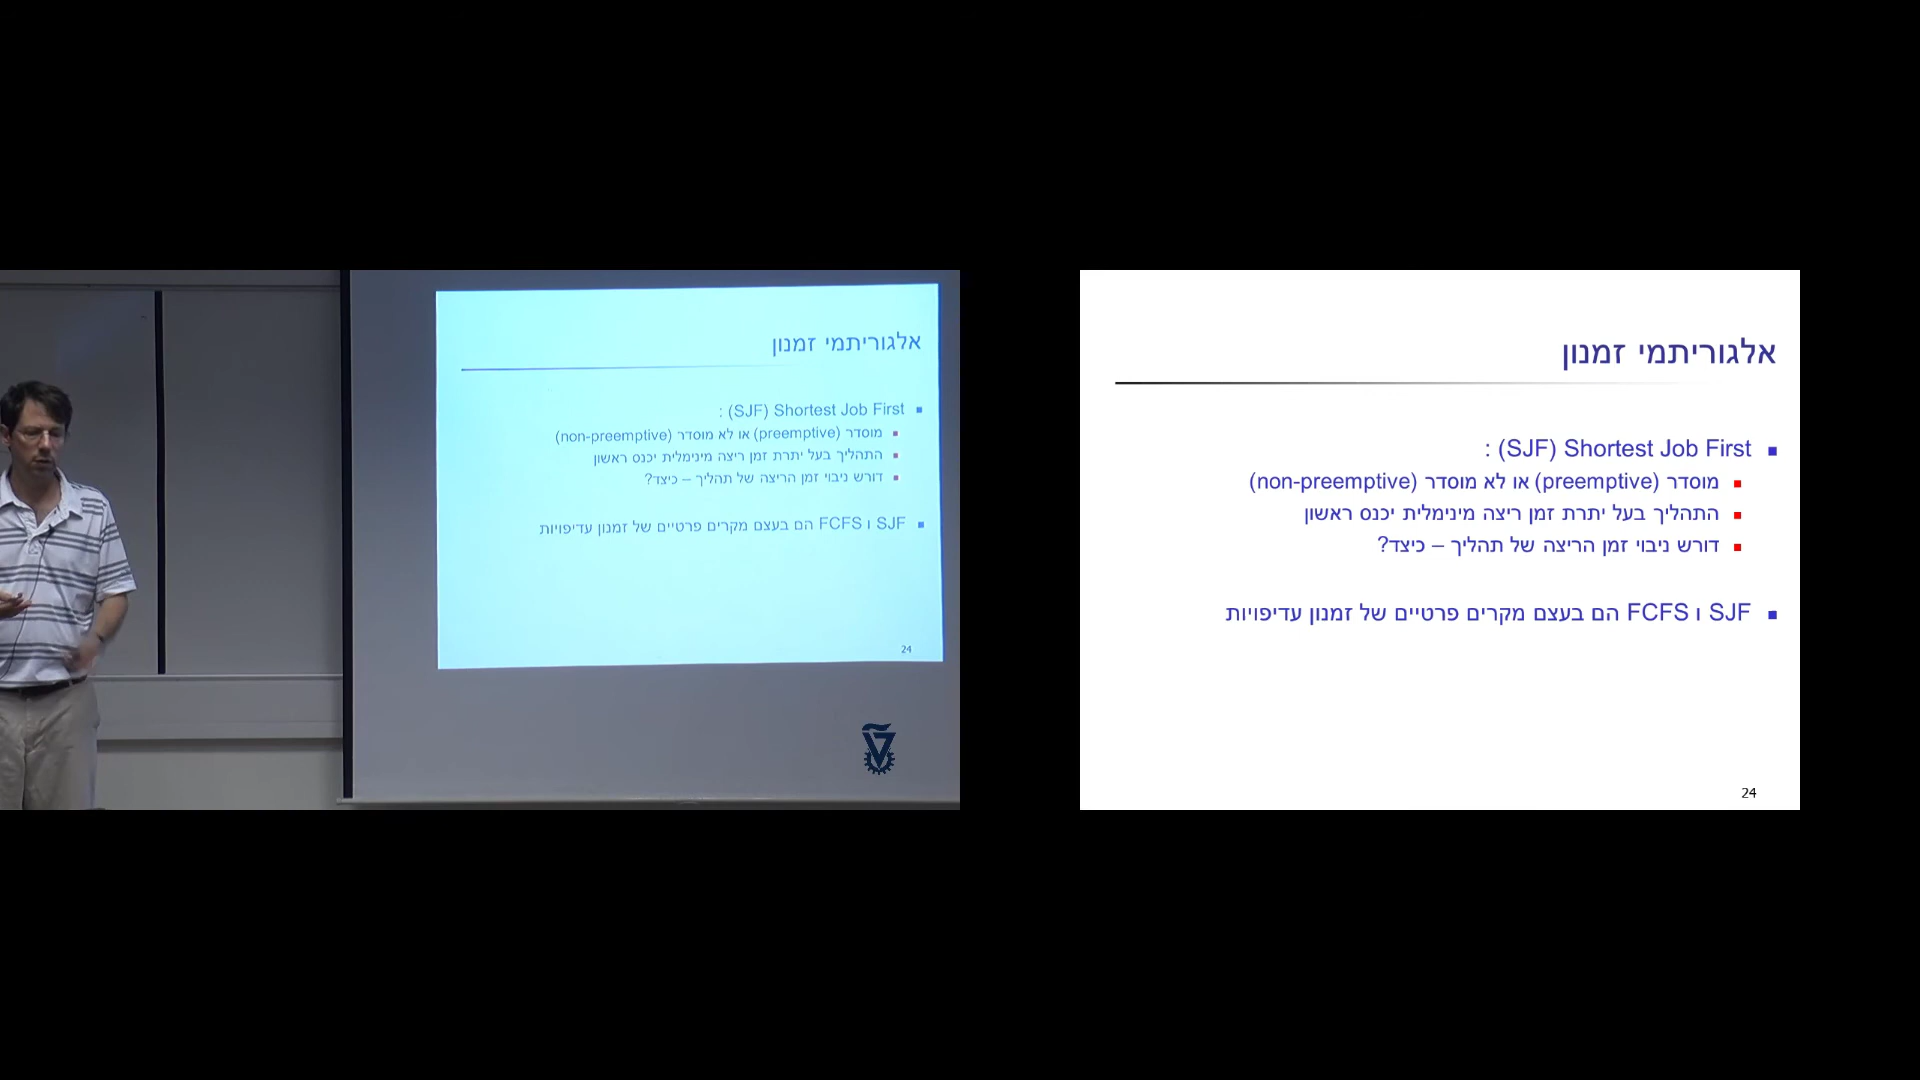 אלגוריתמי זמנון
Shortest Job First (SJF) :
מוסדר (preemptive) או לא מוסדר (non-preemptive)
התהליך בעל יתרת זמן ריצה מינימלית יכנס ראשון
דורש ניבוי זמן הריצה של תהליך – כיצד?
SJF ו FCFS הם בעצם מקרים פרטיים של זמנון עדיפויות
24
אלגוריתמי זמנון
Shortest Job First (SJF) :
מוסדר (preemptive) או לא מוסדר (non-preemptive)
התהליך בעל יתרת זמן ריצה מינימלית יכנס ראשון
דורש ניבוי זמן הריצה של תהליך – כיצד?
SJF ו FCFS הם בעצם מקרים פרטיים של זמנון עדיפויות
24